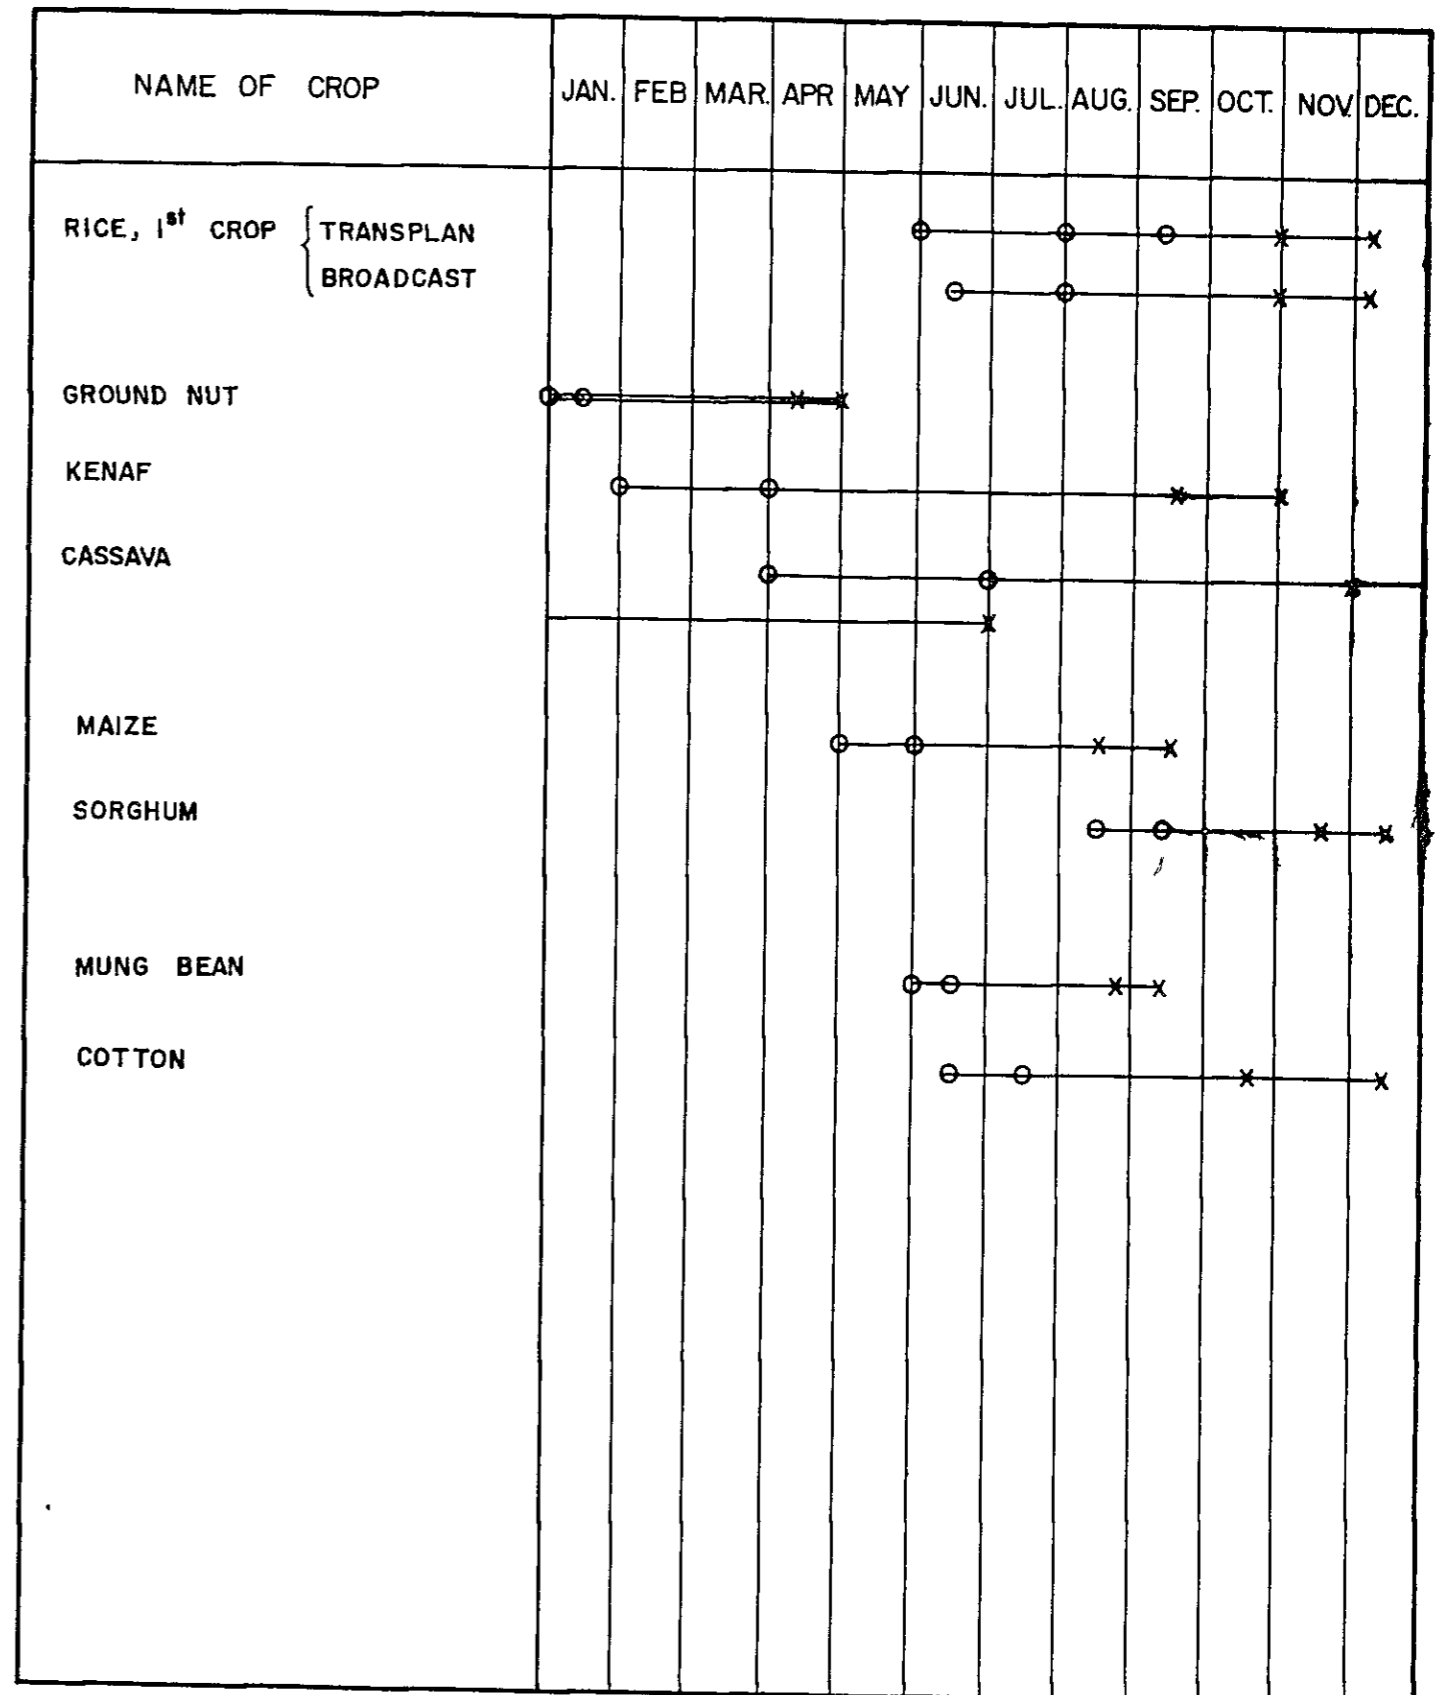 NAME OF CROP JAN. FEB MAR. APR MAY JUN. JUL. AUG. SEP. OCT. NOV. DEC.
RICE, 1st CROP { TRANSPLAN
BROADCAST
GROUND NUT
KENAF
CASSAVA
MAIZE
SORGHUM
MUNG BEAN
COTTON